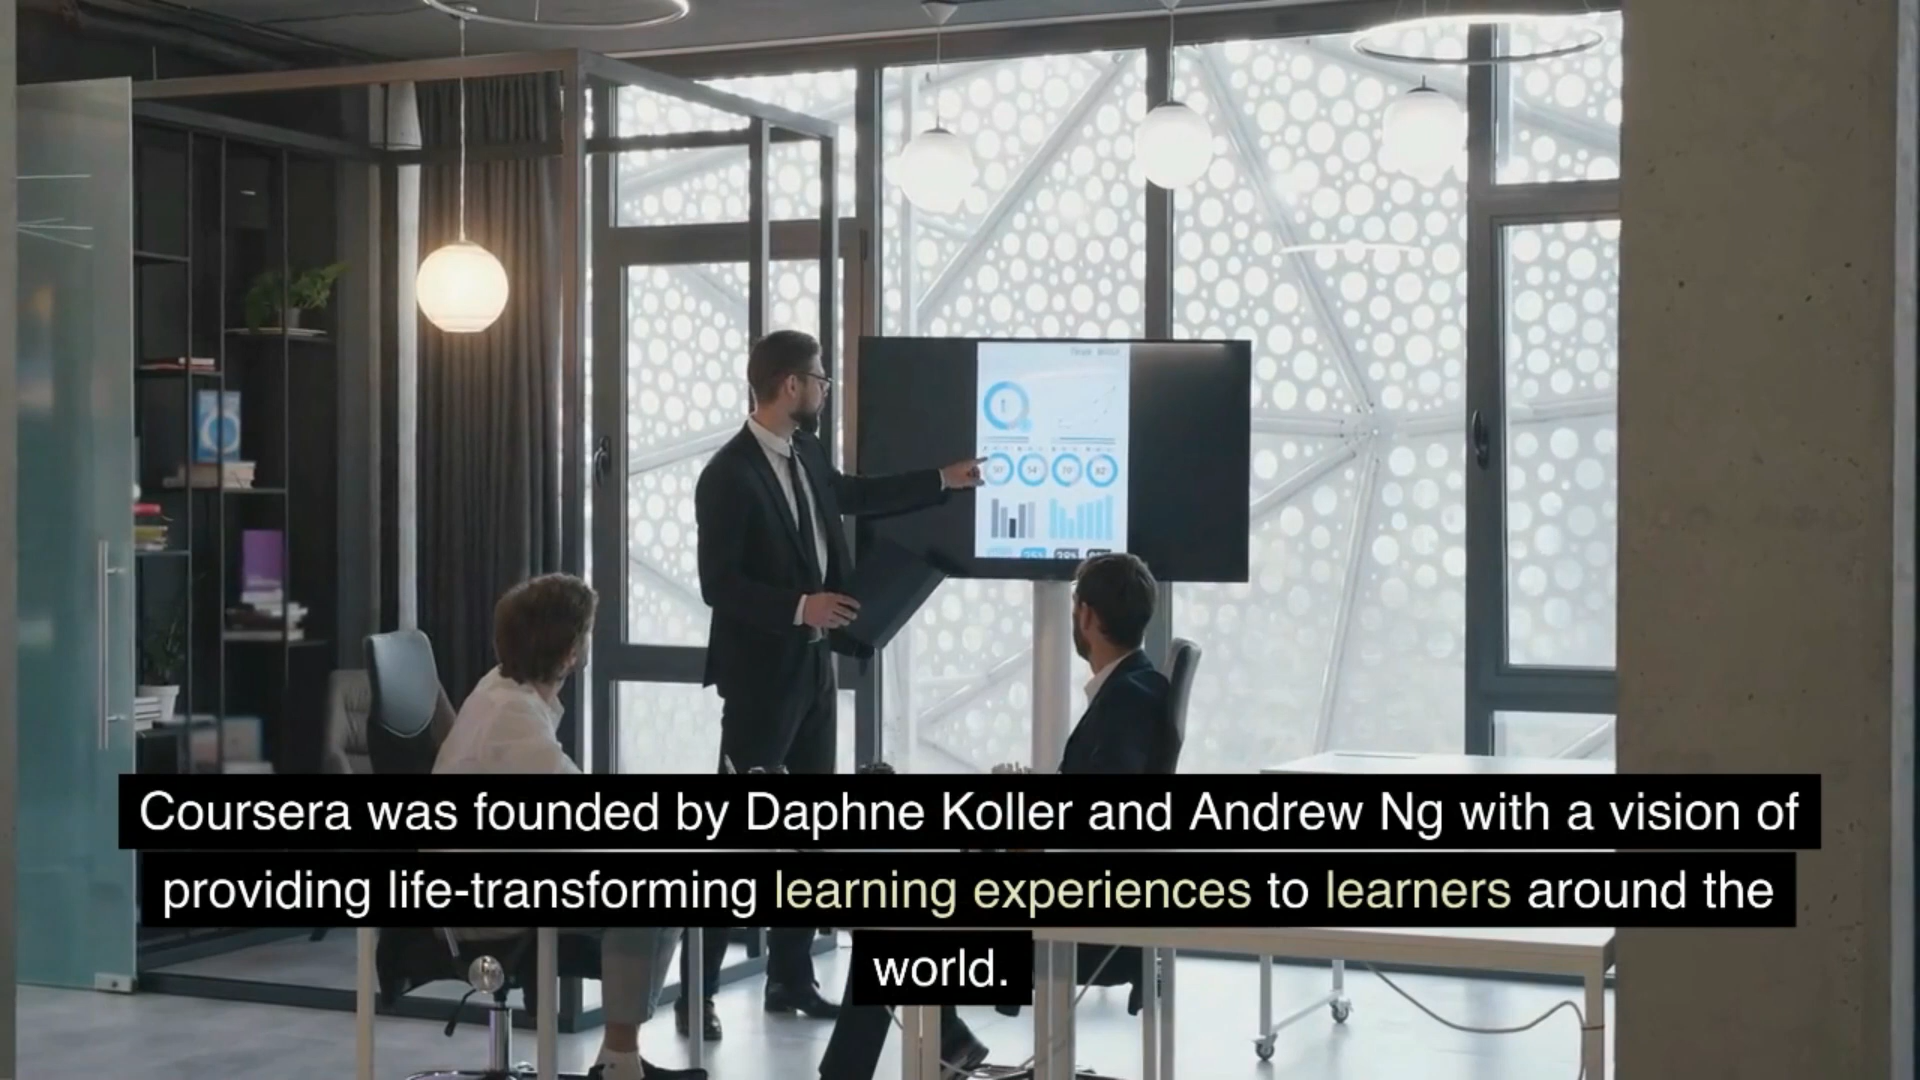 Coursera was founded by Daphne Koller and Andrew Ng with a vision of
providing life-transforming learning experiences to learners around the
world.